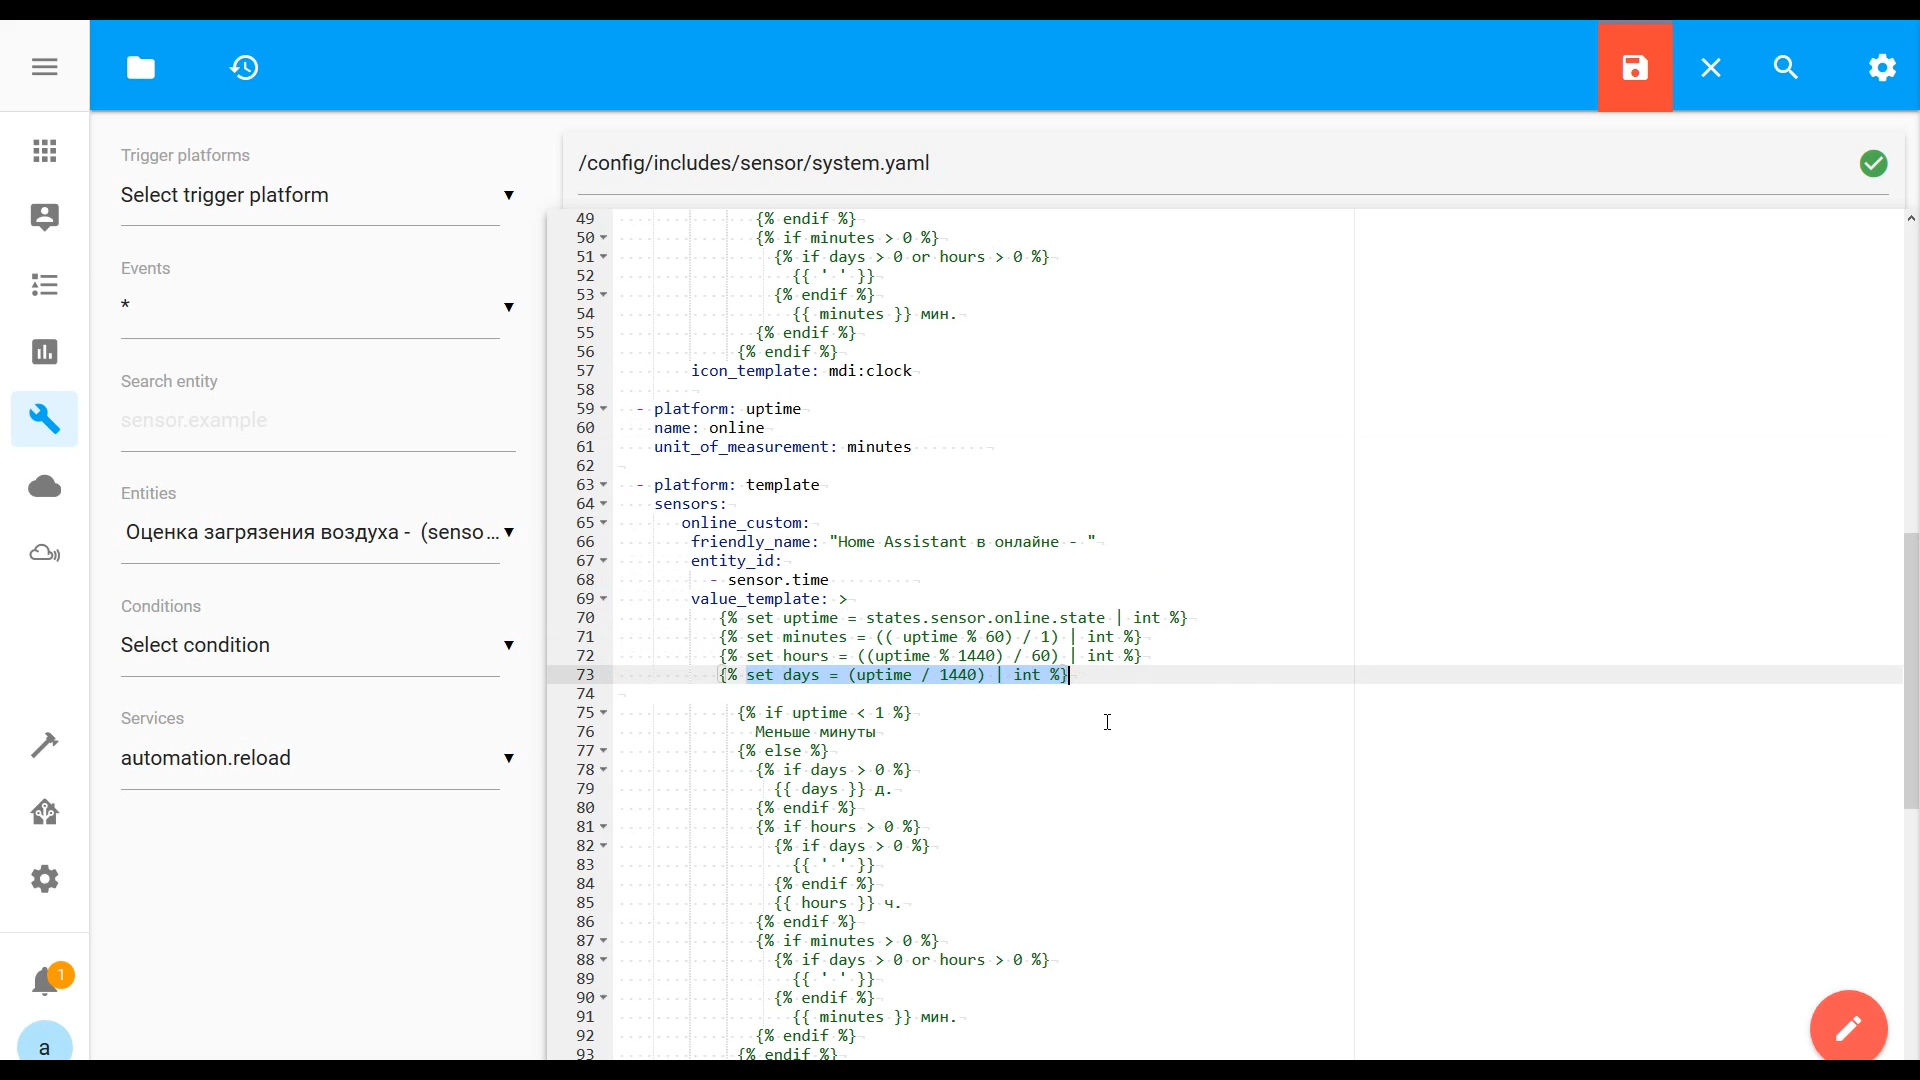 /config/includes/sensor/system.yaml
Trigger platforms
Select trigger platform
Events
*
Search entity
sensor.example
Entities
Оценка загрязения воздуха - (senso...
Conditions
Select condition
Services
automation.reload
1
a
49 {% endif %}
50 {% if minutes > 0 %}
51 {% if days > 0 or hours > 0 %}
52 {{ ' ' }}
53 {% endif %}
54 {{ minutes }} мин.
55 {% endif %}
56 {% endif %}
57 icon_template: mdi:clock
58
59 - platform: uptime
60 name: online
61 unit_of_measurement: minutes
62
63 - platform: template
64 sensors:
65 online_custom:
66 friendly_name: "Home Assistant в онлайне - "
67 entity_id:
68 - sensor.time
69 value_template: >
70 {% set uptime = states.sensor.online.state | int %}
71 {% set minutes = (( uptime % 60) / 1) | int %}
72 {% set hours = ((uptime % 1440) / 60) | int %}
73 {% set days = (uptime / 1440) | int %}
74
75 {% if uptime < 1 %}
76 Меньше минуты
77 {% else %}
78 {% if days > 0 %}
79 {{ days }} д.
80 {% endif %}
81 {% if hours > 0 %}
82 {% if days > 0 %}
83 {{ ' ' }}
84 {% endif %}
85 {{ hours }} ч.
86 {% endif %}
87 {% if minutes > 0 %}
88 {% if days > 0 or hours > 0 %}
89 {{ ' ' }}
90 {% endif %}
91 {{ minutes }} мин.
92 {% endif %}
93 {% endif %}